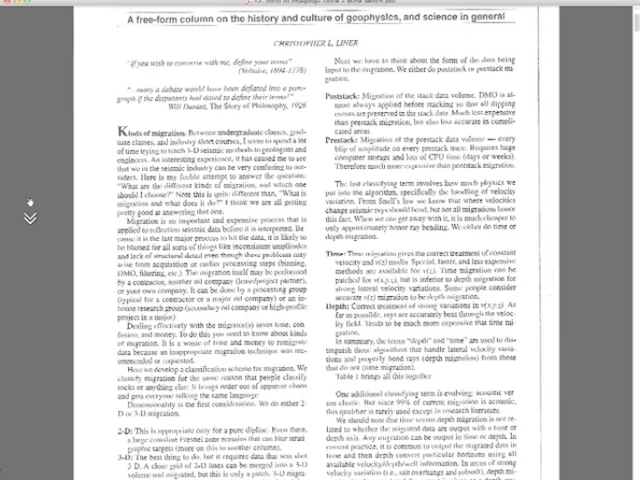 A free-form column on the history and culture of geophysics, and science in general
CHRISTOPHER L. LINER
"If you wish to converse with me, define your terms"
(Voltaire, 1694-1778)
". . many a debate would have been deflated into a para-
graph if the disputants had dared to define their terms"
Will Durant, The Story of Philosophy, 1926
Kinds of migration. Between undergraduate classes, grad-
uate classes, and industry short courses, I seem to spend a lot
of time trying to teach 3-D seismic methods to geologists and
engineers. An interesting experience, it has caused me to see
that we in the seismic industry can be very confusing to out-
siders. Here is my feeble attempt to answer the question:
"What are the different kinds of migration, and which one
should I choose?" Note this is quite different than, "What is
migration and what does it do?" I think we are all getting
pretty good at answering that one.
Migration is an important and expensive process that is
applied to reflection seismic data before it is interpreted. Be-
cause it is the last major process to hit the data, it is likely to
be blamed for all sorts of things like inconsistent amplitudes
and lack of structural detail even though these problems may
arise from acquisition or earlier processing steps (binning,
DMO, filtering, etc.). The migration itself may be performed
by a contractor, another oil company (lease/project partner),
or your own company. It can be done by a processing group
(typical for a contractor or a major oil company) or an in-
house research group (secondary oil company or high-profile
project in a major).
Dealing effectively with the migration(s) saves time, con-
fusion, and money. To do this you need to know about kinds
of migration. It is a waste of time and money to remigrate
data because an inappropriate migration technique was rec-
ommended or requested.
Here we develop a classification scheme for migration. We
classify migration for the same reason that people classify
rocks or anything else: It brings order out of apparent chaos
and gets everyone talking the same language.
Dimensionality is the first consideration. We do either 2-
D or 3-D migration.
2-D: This is appropriate only for a pure dipline. Even there,
a large crossline Fresnel zone remains that can blur strati-
graphic targets (more on this in another column).
3-D: The best thing to do, but it requires data that was shot
3-D. A close grid of 2-D lines can be merged into a 3-D
volume and migrated, but this is only a patch. 3-D migra-
Next we have to think about the form of the data being
input to the migration. We either do poststack or prestack mi-
gration.
Poststack: Migration of the stack data volume. DMO is al-
most always applied before stacking so that all dipping
events are preserved in the stack data. Much less expensive
than prestack migration, but also less accurate in compli-
cated areas.
Prestack: Migration of the prestack data volume — every
blip of amplitude on every prestack trace. Requires huge
computer storage and lots of CPU time (days or weeks).
Therefore much more expensive than poststack migration.
The last classifying term involves how much physics we
put into the algorithm, specifically the handling of velocity
variation. From Snell's law we know that where velocities
change seismic rays should bend, but not all migrations honor
this fact. When we can get away with it, it is much cheaper to
only approximately honor ray bending. We either do time or
depth migration.
Time: Time migration gives the correct treatment of constant
velocity and v(z) media. Special, faster, and less expensive
methods are available for v(z). Time migration can be
patched for v(x,y,z), but is inferior to depth migration for
strong lateral velocity variations. Some people consider
accurate v(z) migration to be depth migration.
Depth: Correct treatment of strong variations in v(x,y,z). As
far as possible, rays are accurately bent through the veloc-
ity field. Tends to be much more expensive than time mi-
gration.
In summary, the terms "depth" and "time" are used to dis-
tinguish those algorithms that handle lateral velocity varia-
tions and properly bend rays (depth migration) from those
that do not (time migration).
Table 1 brings all this together.
One additional classifying term is evolving: acoustic ver-
sus elastic. But since 99% of current migration is acoustic,
this qualifier is rarely used except in research literature.
We should note that time versus depth migration is not re-
lated to whether the migrated data are output with a time or
depth axis. Any migration can be output in time or depth. In
current practice, it is common to output the migrated data in
time and then depth convert particular horizons using all
available velocity/depth/well information. In areas of strong
velocity variation (i.e., salt overhangs and subsalt), depth mi-